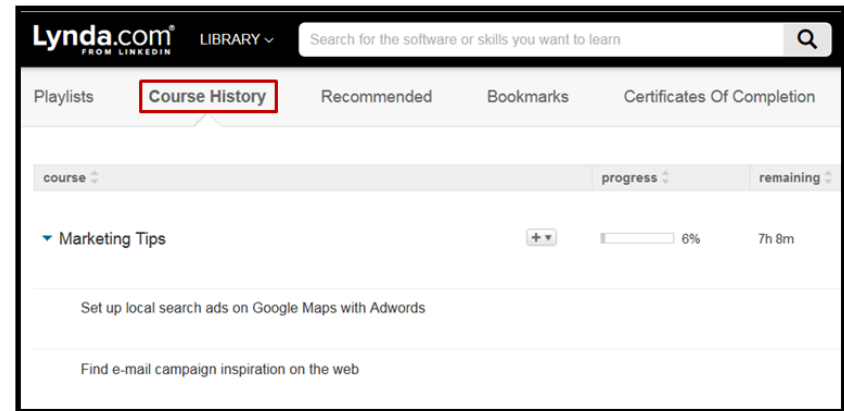 Lynda.com®
FROM LINKEDIN
LIBRARY
Search for the software or skills you want to learn
Playlists Course History Recommended Bookmarks Certificates Of Completion
course progress remaining
Marketing Tips + 6% 7h 8m
Set up local search ads on Google Maps with Adwords
Find e-mail campaign inspiration on the web